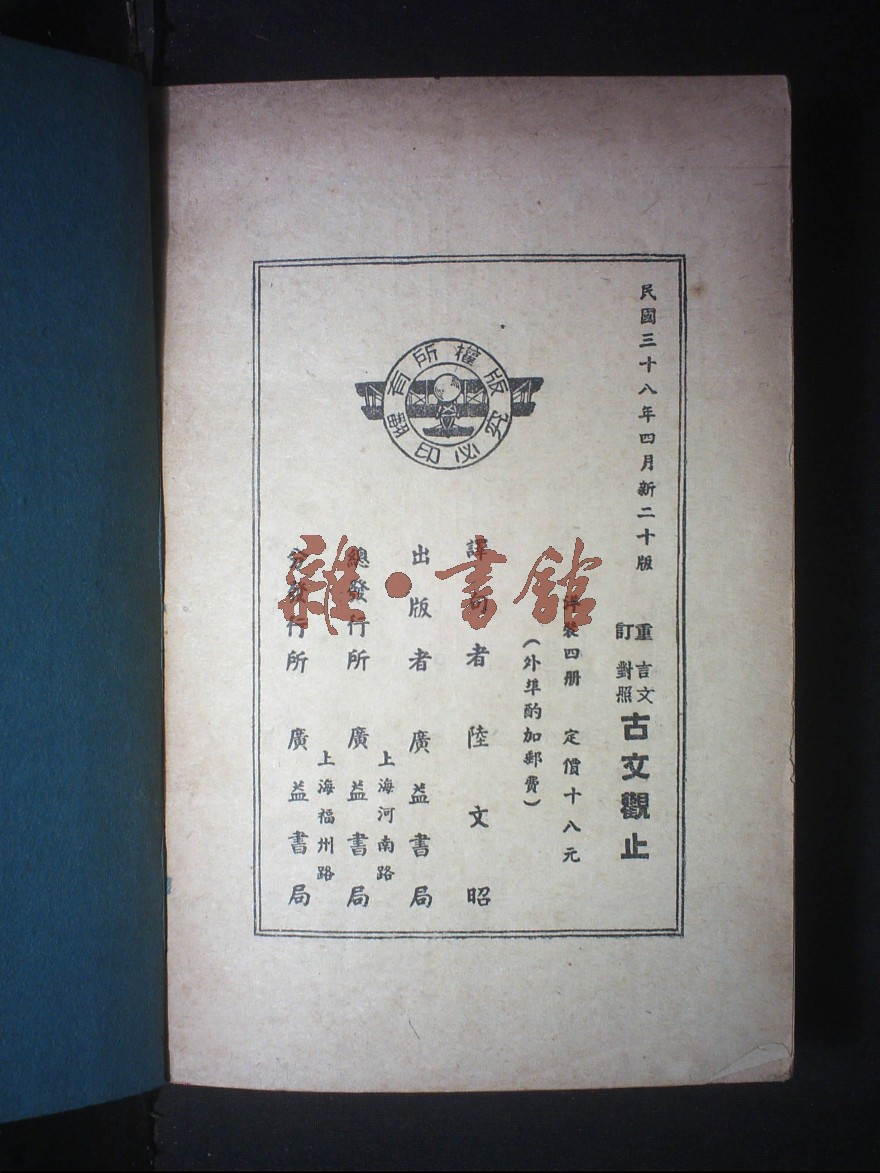 民國三十八年四月新二十版
重訂
言文對照
古文觀止
洋裝四册 定價十八元
(外埠酌加郵費)
譯句者 陸文昭
出版者 廣益書局
上海河南路
總發行所 廣益書局
上海福州路
分發行所 廣益書局
版權所有
翻印必究
雜·書館